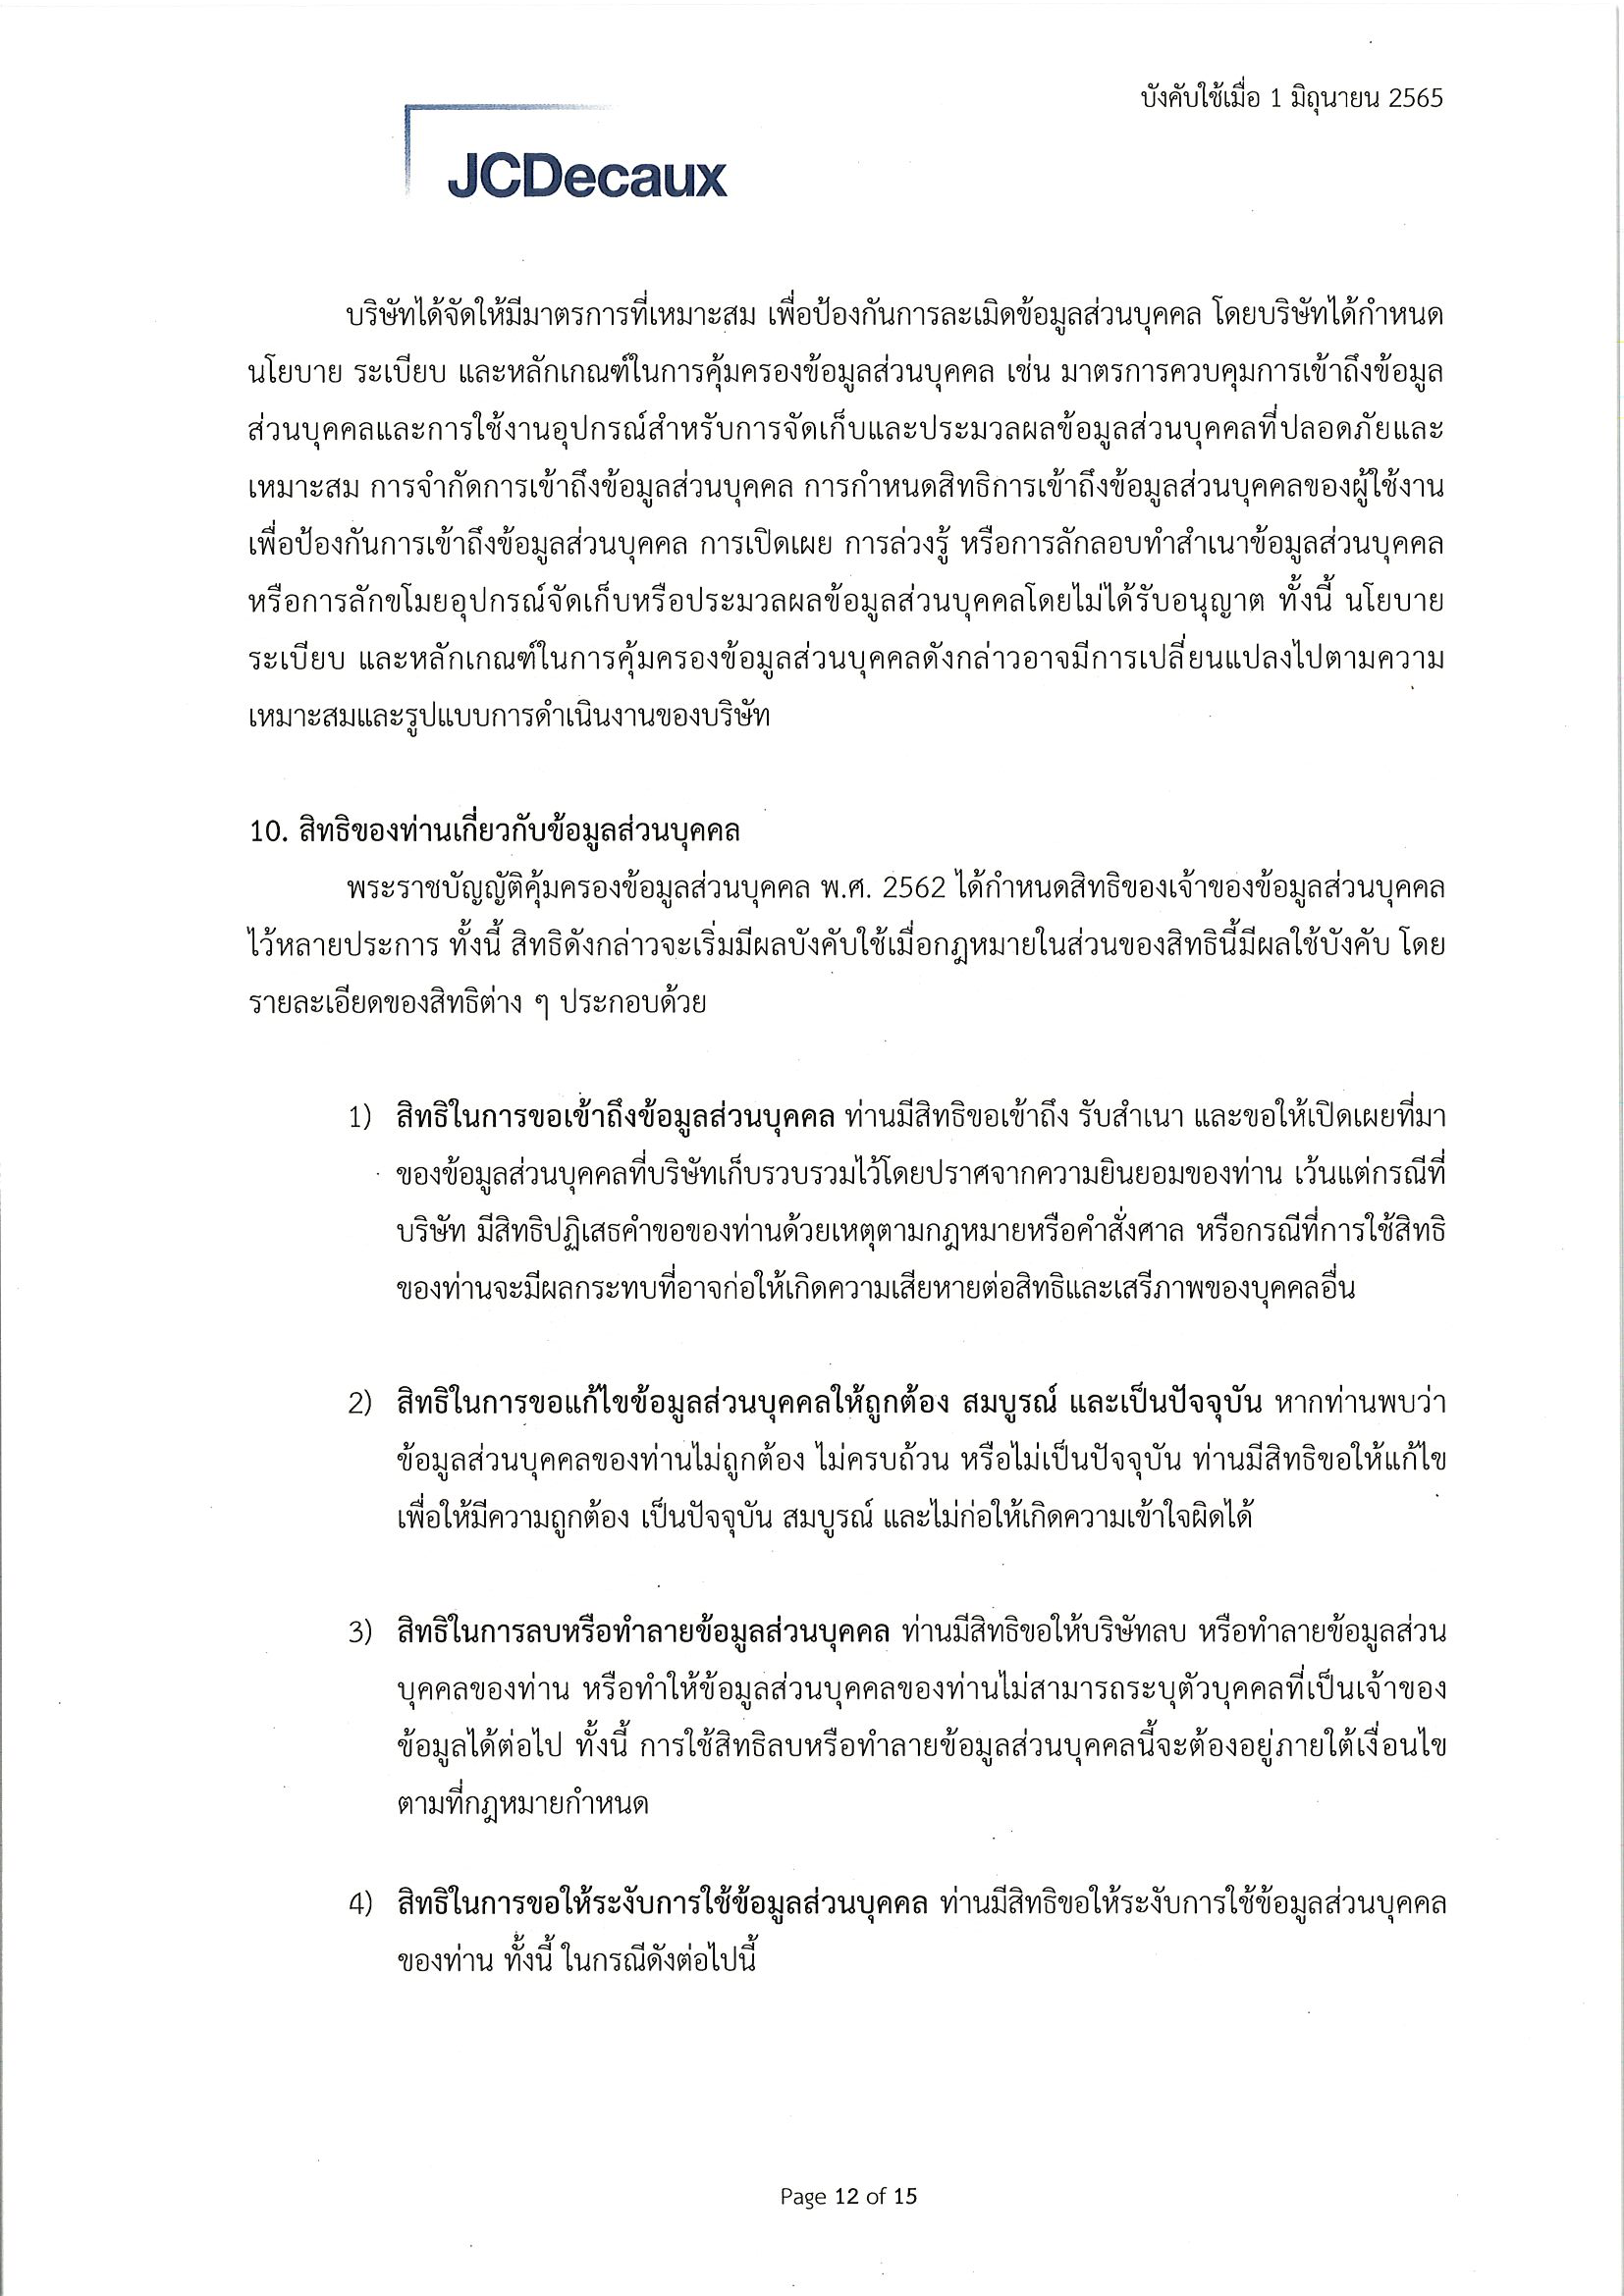 บังคับใช้เมื่อ 1 มิถุนายน 2565
JCDecaux
บริษัทได้จัดให้มีมาตรการที่เหมาะสม เพื่อป้องกันการละเมิดข้อมูลส่วนบุคคล โดยบริษัทได้กำหนด
นโยบาย ระเบียบ และหลักเกณฑ์ในการคุ้มครองข้อมูลส่วนบุคคล เช่น มาตรการควบคุมการเข้าถึงข้อมูล
ส่วนบุคคลและการใช้งานอุปกรณ์สำหรับการจัดเก็บและประมวลผลข้อมูลส่วนบุคคลที่ปลอดภัยและ
เหมาะสม การจำกัดการเข้าถึงข้อมูลส่วนบุคคล การกำหนดสิทธิการเข้าถึงข้อมูลส่วนบุคคลของผู้ใช้งาน
เพื่อป้องกันการเข้าถึงข้อมูลส่วนบุคคล การเปิดเผย การล่วงรู้ หรือการลักลอบทำสำเนาข้อมูลส่วนบุคคล
หรือการลักขโมยอุปกรณ์จัดเก็บหรือประมวลผลข้อมูลส่วนบุคคลโดยไม่ได้รับอนุญาต ทั้งนี้ นโยบาย
ระเบียบ และหลักเกณฑ์ในการคุ้มครองข้อมูลส่วนบุคคลดังกล่าวอาจมีการเปลี่ยนแปลงไปตามความ
เหมาะสมและรูปแบบการดำเนินงานของบริษัท
10. สิทธิของท่านเกี่ยวกับข้อมูลส่วนบุคคล
พระราชบัญญัติคุ้มครองข้อมูลส่วนบุคคล พ.ศ. 2562 ได้กำหนดสิทธิของเจ้าของข้อมูลส่วนบุคคล
ไว้หลายประการ ทั้งนี้ สิทธิดังกล่าวจะเริ่มมีผลบังคับใช้เมื่อกฎหมายในส่วนของสิทธินี้มีผลใช้บังคับ โดย
รายละเอียดของสิทธิต่าง ๆ ประกอบด้วย
1) สิทธิในการขอเข้าถึงข้อมูลส่วนบุคคล ท่านมีสิทธิขอเข้าถึง รับสำเนา และขอให้เปิดเผยที่มา
ของข้อมูลส่วนบุคคลที่บริษัทเก็บรวบรวมไว้โดยปราศจากความยินยอมของท่าน เว้นแต่กรณีที่
บริษัท มีสิทธิปฏิเสธคำขอของท่านด้วยเหตุตามกฎหมายหรือคำสั่งศาล หรือกรณีที่การใช้สิทธิ
ของท่านจะมีผลกระทบที่อาจก่อให้เกิดความเสียหายต่อสิทธิและเสรีภาพของบุคคลอื่น
2) สิทธิในการขอแก้ไขข้อมูลส่วนบุคคลให้ถูกต้อง สมบูรณ์ และเป็นปัจจุบัน หากท่านพบว่า
ข้อมูลส่วนบุคคลของท่านไม่ถูกต้อง ไม่ครบถ้วน หรือไม่เป็นปัจจุบัน ท่านมีสิทธิขอให้แก้ไข
เพื่อให้มีความถูกต้อง เป็นปัจจุบัน สมบูรณ์ และไม่ก่อให้เกิดความเข้าใจผิดได้
3) สิทธิในการลบหรือทำลายข้อมูลส่วนบุคคล ท่านมีสิทธิขอให้บริษัทลบ หรือทำลายข้อมูลส่วน
บุคคลของท่าน หรือทำให้ข้อมูลส่วนบุคคลของท่านไม่สามารถระบุตัวบุคคลที่เป็นเจ้าของ
ข้อมูลได้ต่อไป ทั้งนี้ การใช้สิทธิลบหรือทำลายข้อมูลส่วนบุคคลนี้จะต้องอยู่ภายใต้เงื่อนไข
ตามที่กฎหมายกำหนด
4) สิทธิในการขอให้ระงับการใช้ข้อมูลส่วนบุคคล ท่านมีสิทธิขอให้ระงับการใช้ข้อมูลส่วนบุคคล
ของท่าน ทั้งนี้ ในกรณีดังต่อไปนี้
Page 12 of 15